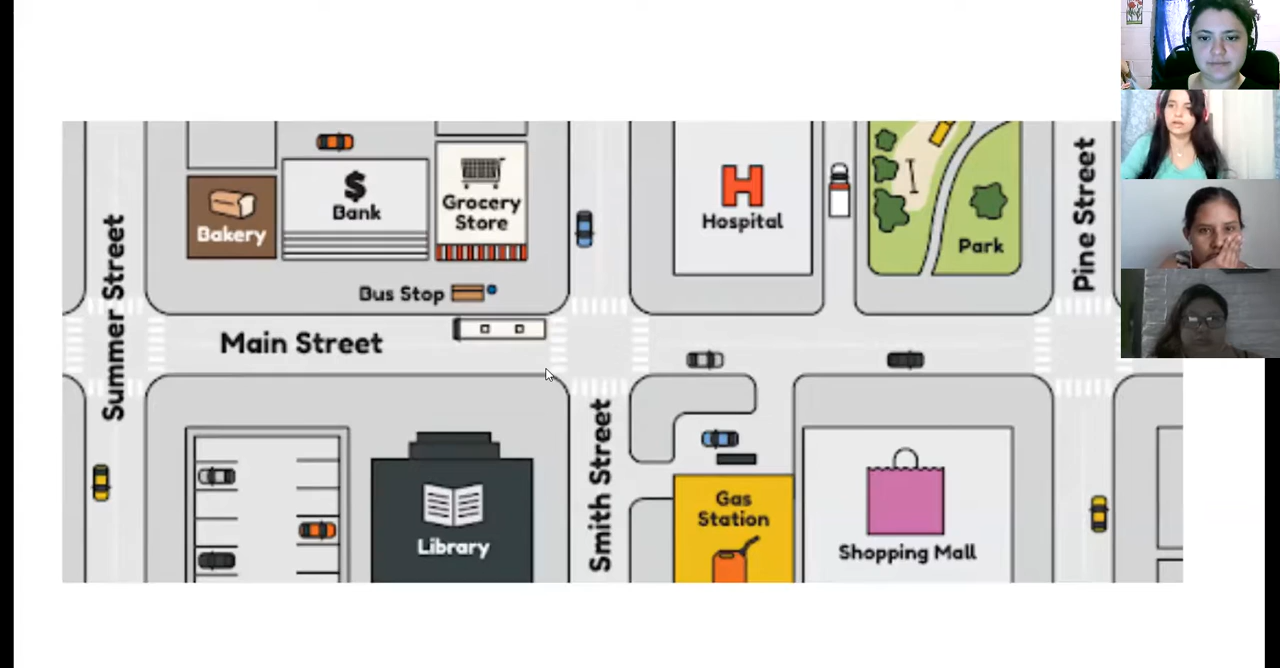 Bakery
$
Bank
Grocery
Store
H
Hospital
Park
Pine Street
Summer Street
Bus Stop
Main Street
Library
Smith Street
Gas
Station
Shopping Mall